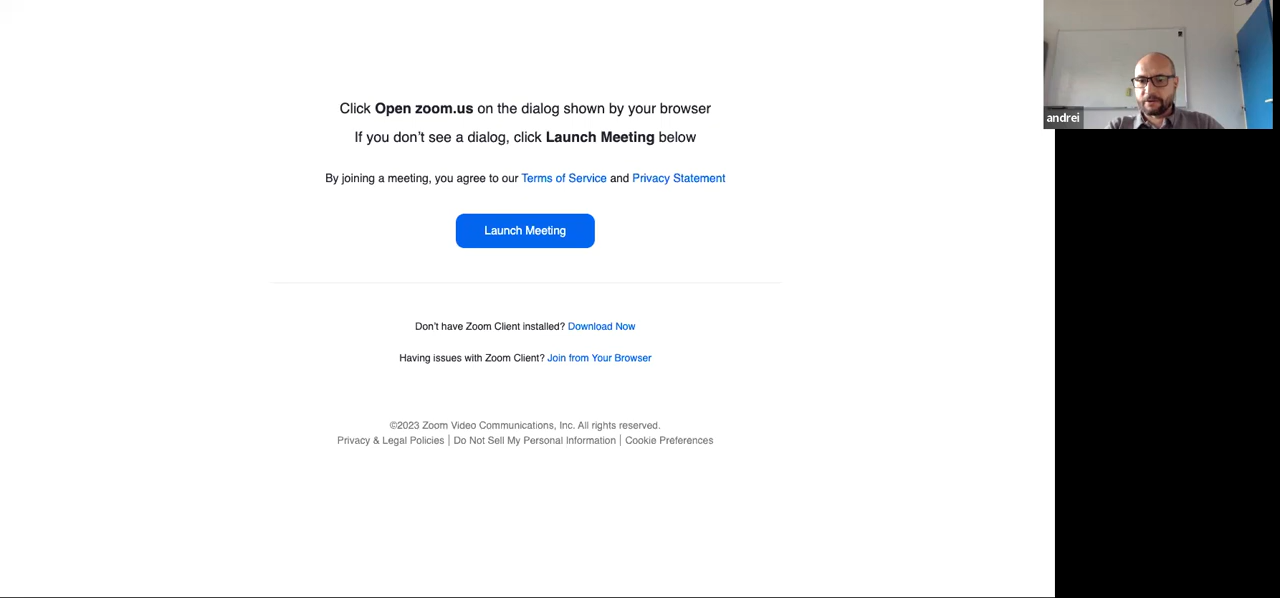 Click Open zoom.us on the dialog shown by your browser
If you don't see a dialog, click Launch Meeting below
By joining a meeting, you agree to our Terms of Service and Privacy Statement
Launch Meeting
Don't have Zoom Client installed? Download Now
Having issues with Zoom Client? Join from Your Browser
©2023 Zoom Video Communications, Inc. All rights reserved.
Privacy & Legal Policies | Do Not Sell My Personal Information | Cookie Preferences
andrei